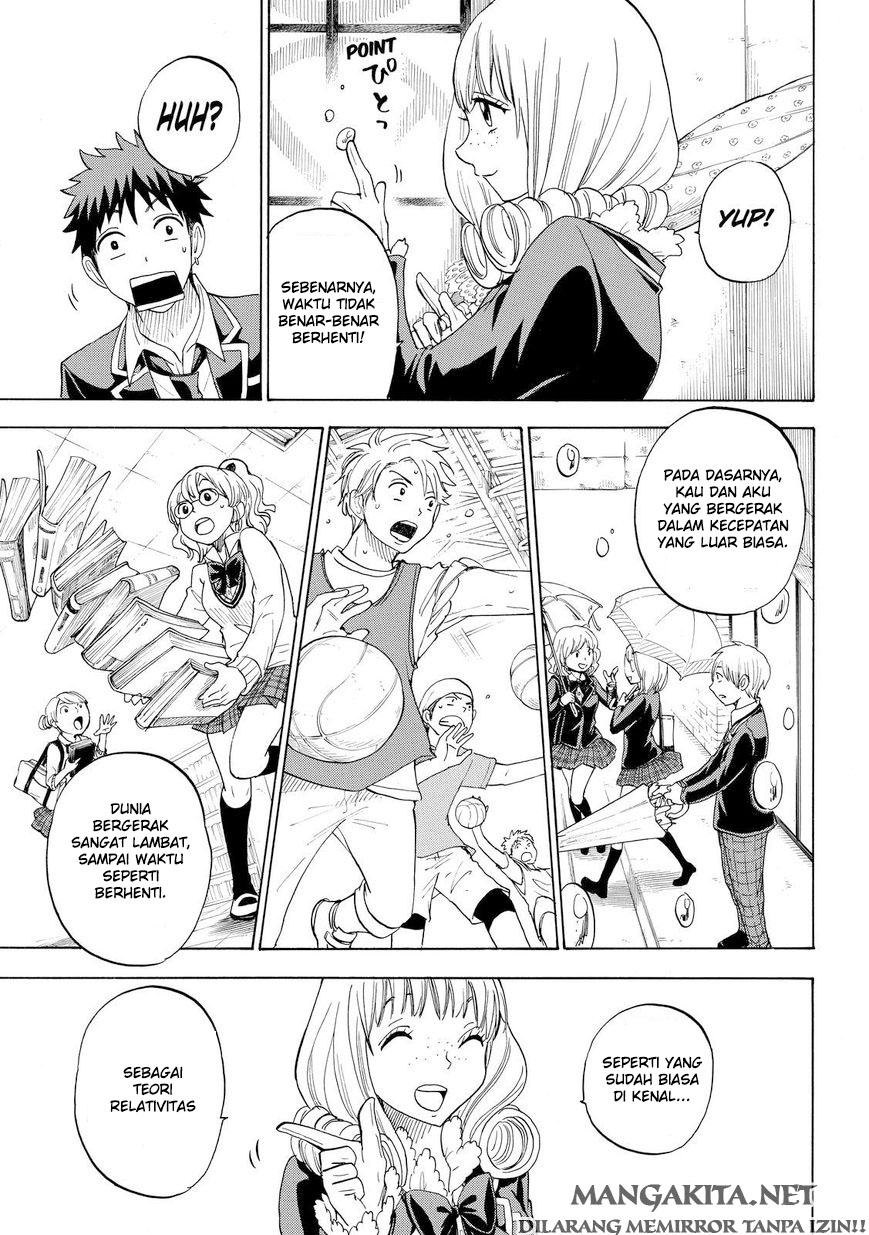 YUP!
POINT
ぴとっ
SEBENARNYA,
WAKTU TIDAK
BENAR-BENAR
BERHENTI!
HUH?
PADA DASARNYA,
KAU DAN AKU
YANG BERGERAK
DALAM KECEPATAN
YANG LUAR BIASA.
DUNIA
BERGERAK
SANGAT LAMBAT,
SAMPAI WAKTU
SEPERTI
BERHENTI.
SEPERTI YANG
SUDAH BIASA
DI KENAL...
SEBAGAI
TEORI
RELATIVITAS
MANGAKITA.NET
DILARANG MEMIRROR TANPA IZIN!!